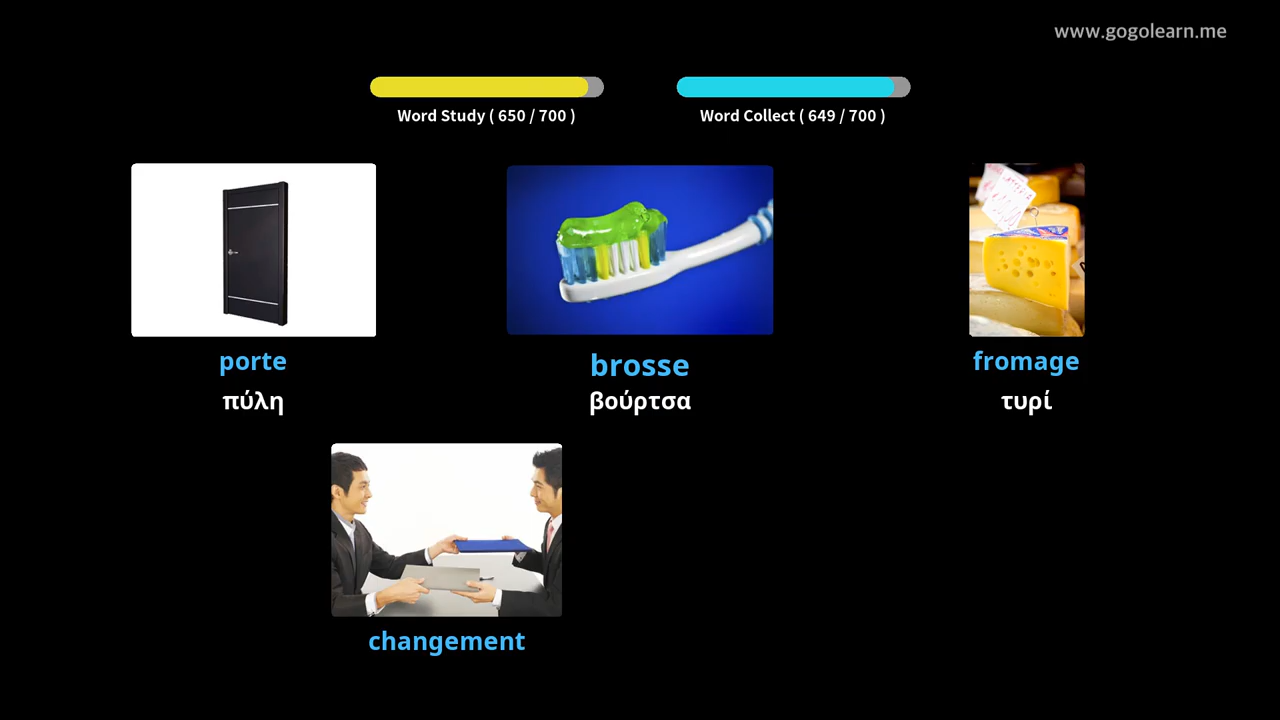 www.gogolearn.me
Word Study ( 650 / 700 )
Word Collect ( 649 / 700 )
porte
brosse
fromage
πύλη
βούρτσα
τυρί
changement